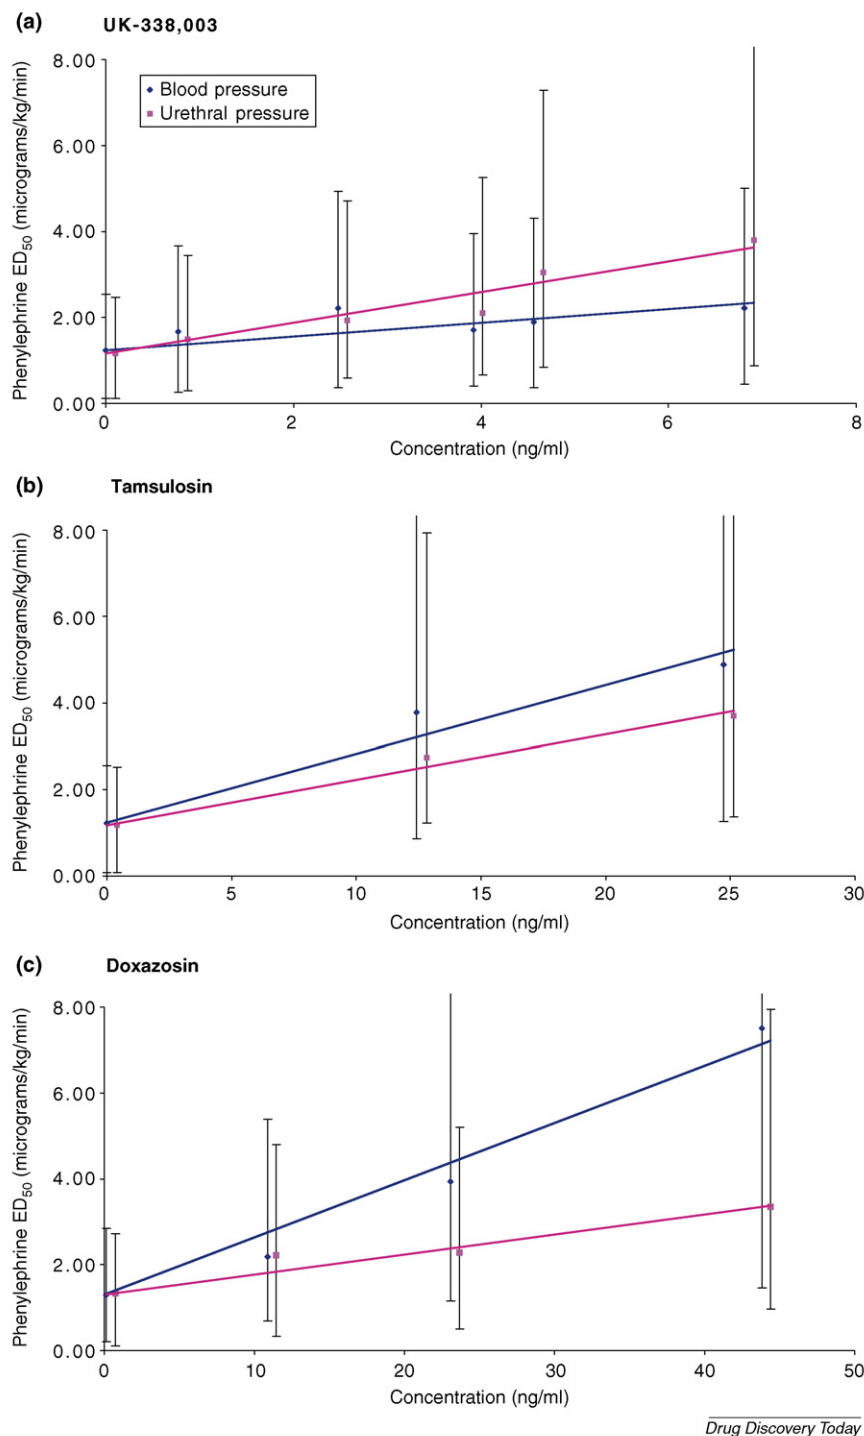 (a) UK-338,003
8.00
6.00
4.00
2.00
0.00
Phenylephrine ED50 (micrograms/kg/min)
Blood pressure
Urethral pressure
0 2 4 6 8
Concentration (ng/ml)
(b) Tamsulosin
8.00
6.00
4.00
2.00
0.00
Phenylephrine ED50 (micrograms/kg/min)
0 5 10 15 20 25 30
Concentration (ng/ml)
(c) Doxazosin
8.00
6.00
4.00
2.00
0.00
Phenylephrine ED50 (micrograms/kg/min)
0 10 20 30 40 50
Concentration (ng/ml)
Drug Discovery Today